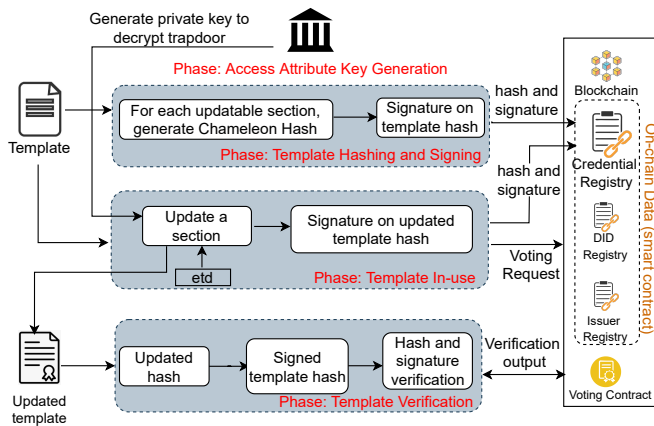 Generate private key to
decrypt trapdoor
Phase: Access Attribute Key Generation
Template
For each updatable section,
generate Chameleon Hash
Signature on
template hash
Phase: Template Hashing and Signing
hash and
signature
Update a
section
etd
Signature on updated
template hash
Phase: Template In-use
hash and
signature
Voting
Request
Updated
template
Updated
hash
Signed
template hash
Hash and
signature
verification
Phase: Template Verification
Verification
output
Blockchain
Credential
Registry
DID
Registry
Issuer
Registry
On-chain Data (smart contract)
Voting Contract